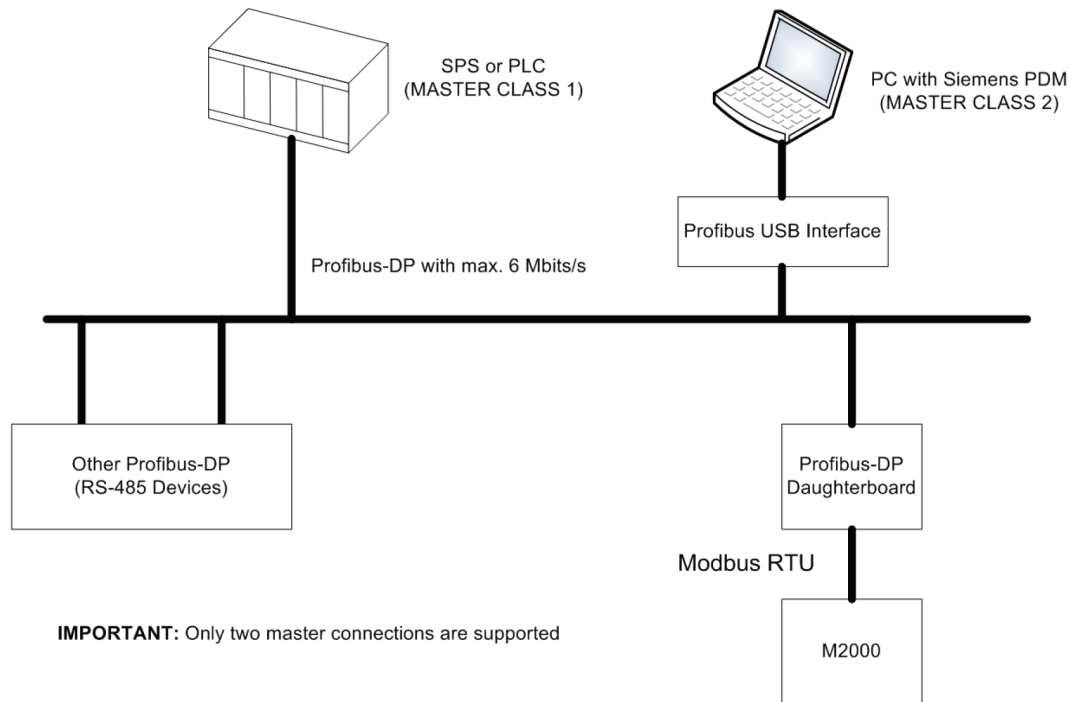 SPS or PLC
(MASTER CLASS 1)
PC with Siemens PDM
(MASTER CLASS 2)
Profibus USB Interface
Profibus-DP with max. 6 Mbits/s
Other Profibus-DP
(RS-485 Devices)
Profibus-DP
Daughterboard
Modbus RTU
IMPORTANT: Only two master connections are supported
M2000